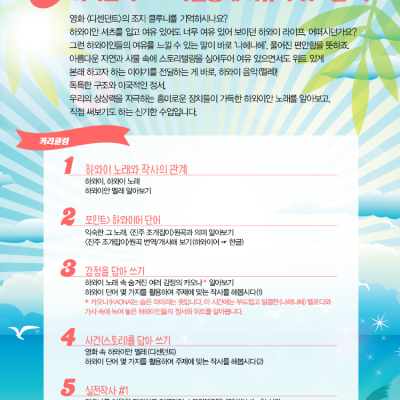 영화 〈디센던트〉의 조지 클루니가 기억하시나요?
하와이안 셔츠를 입고 여유 있어도 너무 여유 있어 보이던 하와이 라이프, 어떠시던가요?
그런 하와이인들의 여유를 느낄 수 있는 말이 바로 '나헤나헤', 풀어진 편안함을 뜻하죠.
아름다운 자연과 사물 속에 스토리텔링을 심어두어 여유 있으면서도 위트 있게
본래 하고자 하는 이야기를 전달하는 게 바로, 하와이 음악(멜레)!
독특한 구조와 이국적인 정서,
우리의 상상력을 자극하는 흥미로운 장치들이 가득한 하와이안 노래를 알아보고,
직접 써보기도 하는 신기한 수업입니다.
커리큘럼
1 하와이 노래와 작사의 관계
하와이, 하와이 노래
하와이안 멜레 알아보기
2 포인트〉 하와이어 단어
익숙한 그 노래, 〈진주 조개잡이〉원곡과 의미 알아보기
〈진주 조개잡이〉원곡 번역/개사해 보기 (하와이어 ☞ 한글)
3 감정을 담아 쓰기
하와이 노래 속 숨겨진 여러 감정의 카오나 * 알아보기
하와이 단어 몇 가지를 활용하여 주제에 맞는 작사를 해봅시다(1)
* 카오나(KAONA)는 숨은 의미라는 뜻입니다. 이 시간에는 부드럽고 달콤한(나헤나헤) 멜로디와
가사 속에 녹여 놓은 하와이인들의 정서와 위트를 알아봅니다.
4 사건(스토리)를 담아 쓰기
영화 속 하와이안 멜레 (디센던트)
하와이 단어 몇 가지를 활용하여 주제에 맞는 작사를 해봅시다(2)
5 실전작사 #1